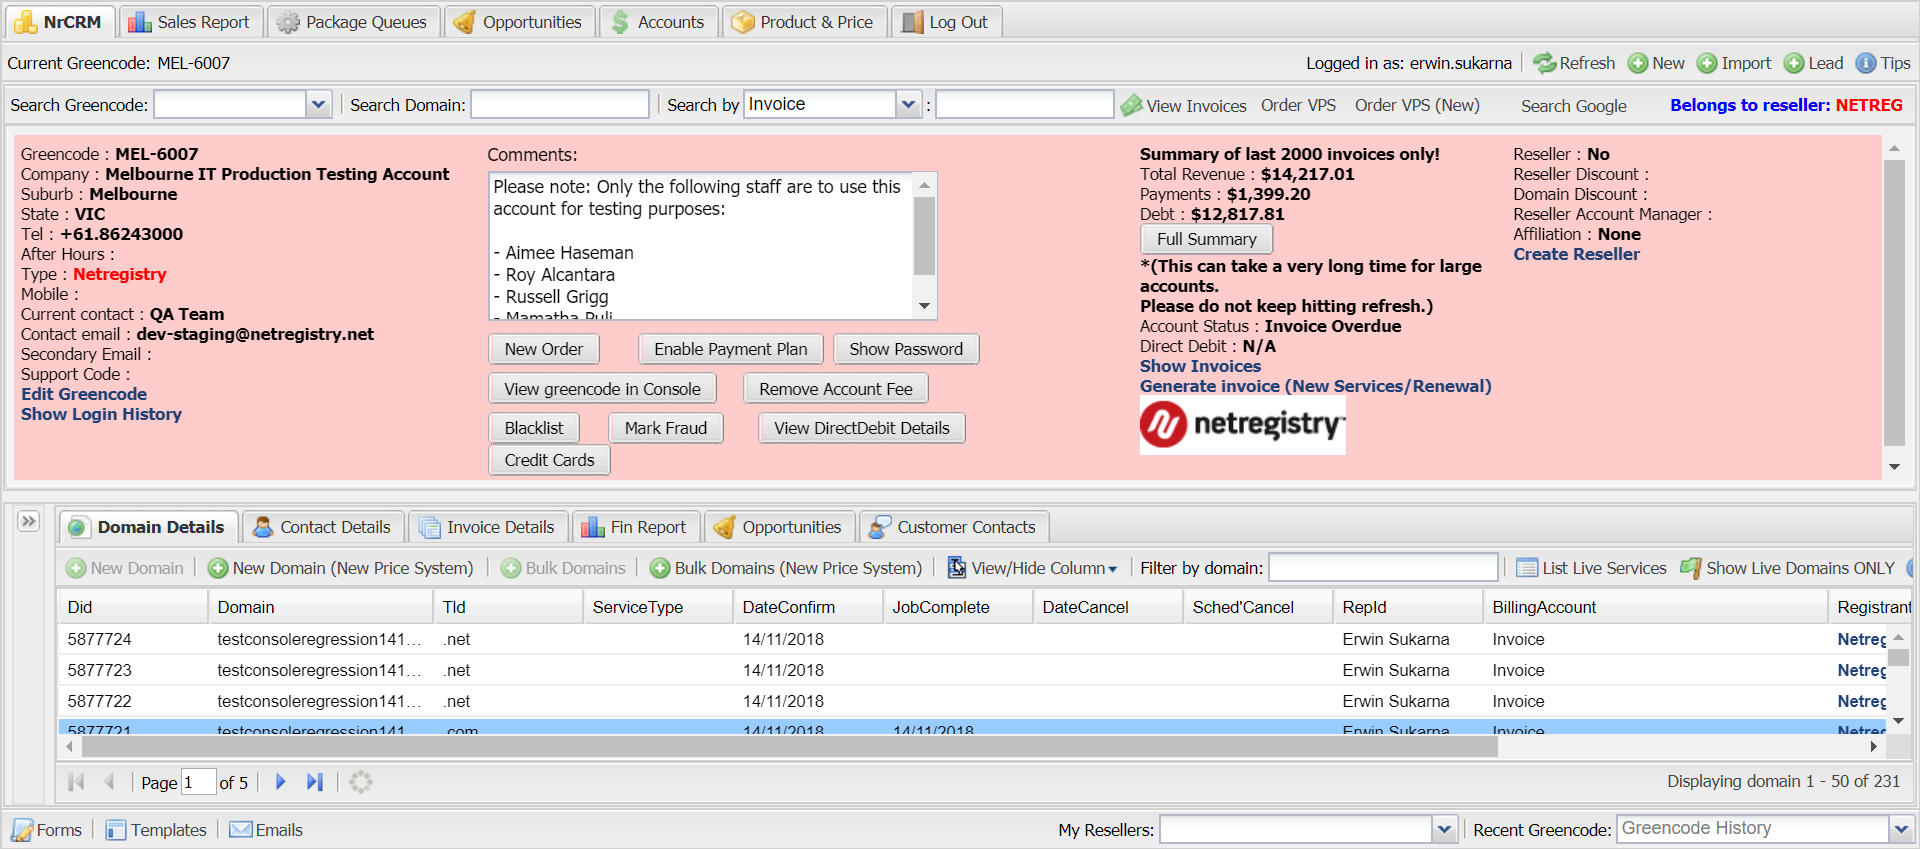 NrCRM Sales Report Package Queues Opportunities Accounts Product & Price Log Out
Current Greencode: MEL-6007 Logged in as: erwin.sukarna Refresh New Import Lead Tips
Search Greencode: Search Domain: Search by Invoice : View Invoices Order VPS Order VPS (New) Search Google Belongs to reseller: NETREG
Greencode : MEL-6007
Company : Melbourne IT Production Testing Account
Suburb : Melbourne
State : VIC
Tel : +61.86243000
After Hours :
Type : Netregistry
Mobile :
Current contact : QA Team
Contact email : dev-staging@netregistry.net
Secondary Email :
Support Code :
Edit Greencode
Show Login History
Comments:
Please note: Only the following staff are to use this
account for testing purposes:
- Aimee Haseman
- Roy Alcantara
- Russell Grigg
- Mamatha Puli
New Order Enable Payment Plan Show Password
View greencode in Console Remove Account Fee
Blacklist Mark Fraud View DirectDebit Details
Credit Cards
Summary of last 2000 invoices only!
Total Revenue : $14,217.01
Payments : $1,399.20
Debt : $12,817.81
Full Summary
*(This can take a very long time for large
accounts.
Please do not keep hitting refresh.)
Account Status : Invoice Overdue
Direct Debit : N/A
Show Invoices
Generate invoice (New Services/Renewal)
netregistry
Reseller : No
Reseller Discount :
Domain Discount :
Reseller Account Manager :
Affiliation : None
Create Reseller
Domain Details Contact Details Invoice Details Fin Report Opportunities Customer Contacts
New Domain New Domain (New Price System) Bulk Domains Bulk Domains (New Price System) View/Hide Column Filter by domain: List Live Services Show Live Domains ONLY
Did Domain Tld ServiceType DateConfirm JobComplete DateCancel Sched'Cancel RepId BillingAccount Registrant
5877724 testconsoleregression141... .net 14/11/2018 Erwin Sukarna Invoice Netreg
5877723 testconsoleregression141... .net 14/11/2018 Erwin Sukarna Invoice Netreg
5877722 testconsoleregression141... .net 14/11/2018 Erwin Sukarna Invoice Netreg
5877721 testconsoleregression141... .com 14/11/2018 14/11/2018 Erwin Sukarna Invoice Netreg
Page 1 of 5 Displaying domain 1 - 50 of 231
Forms Templates Emails My Resellers: Recent Greencode: Greencode History